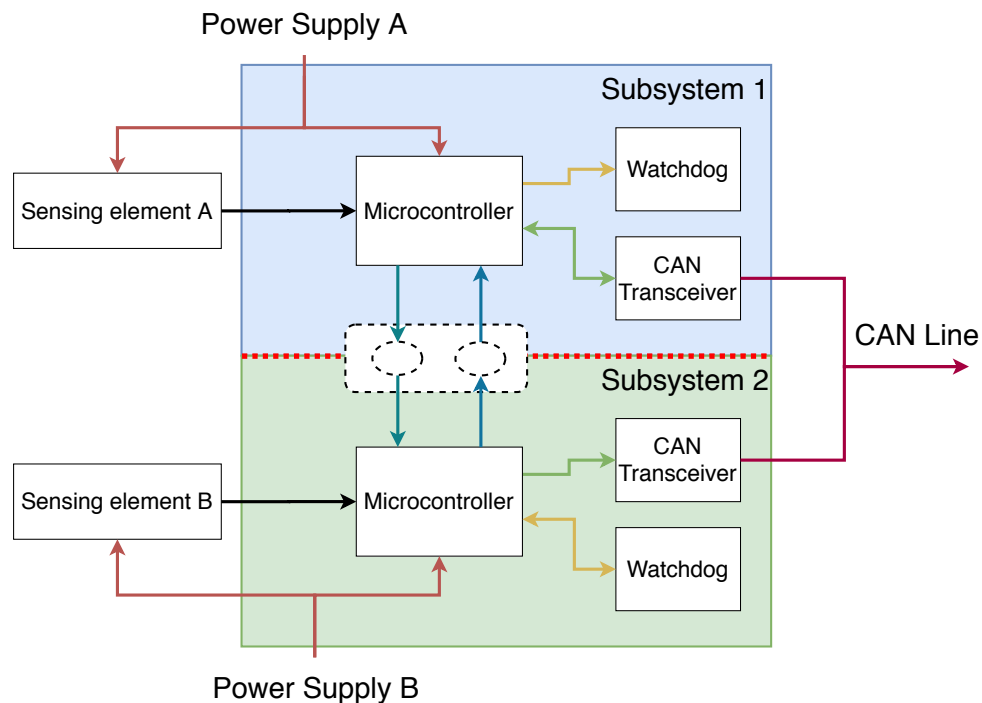 Power Supply A
Subsystem 1
Watchdog
Sensing element A
Microcontroller
CAN
Transceiver
CAN Line
Subsystem 2
CAN
Transceiver
Sensing element B
Microcontroller
Watchdog
Power Supply B